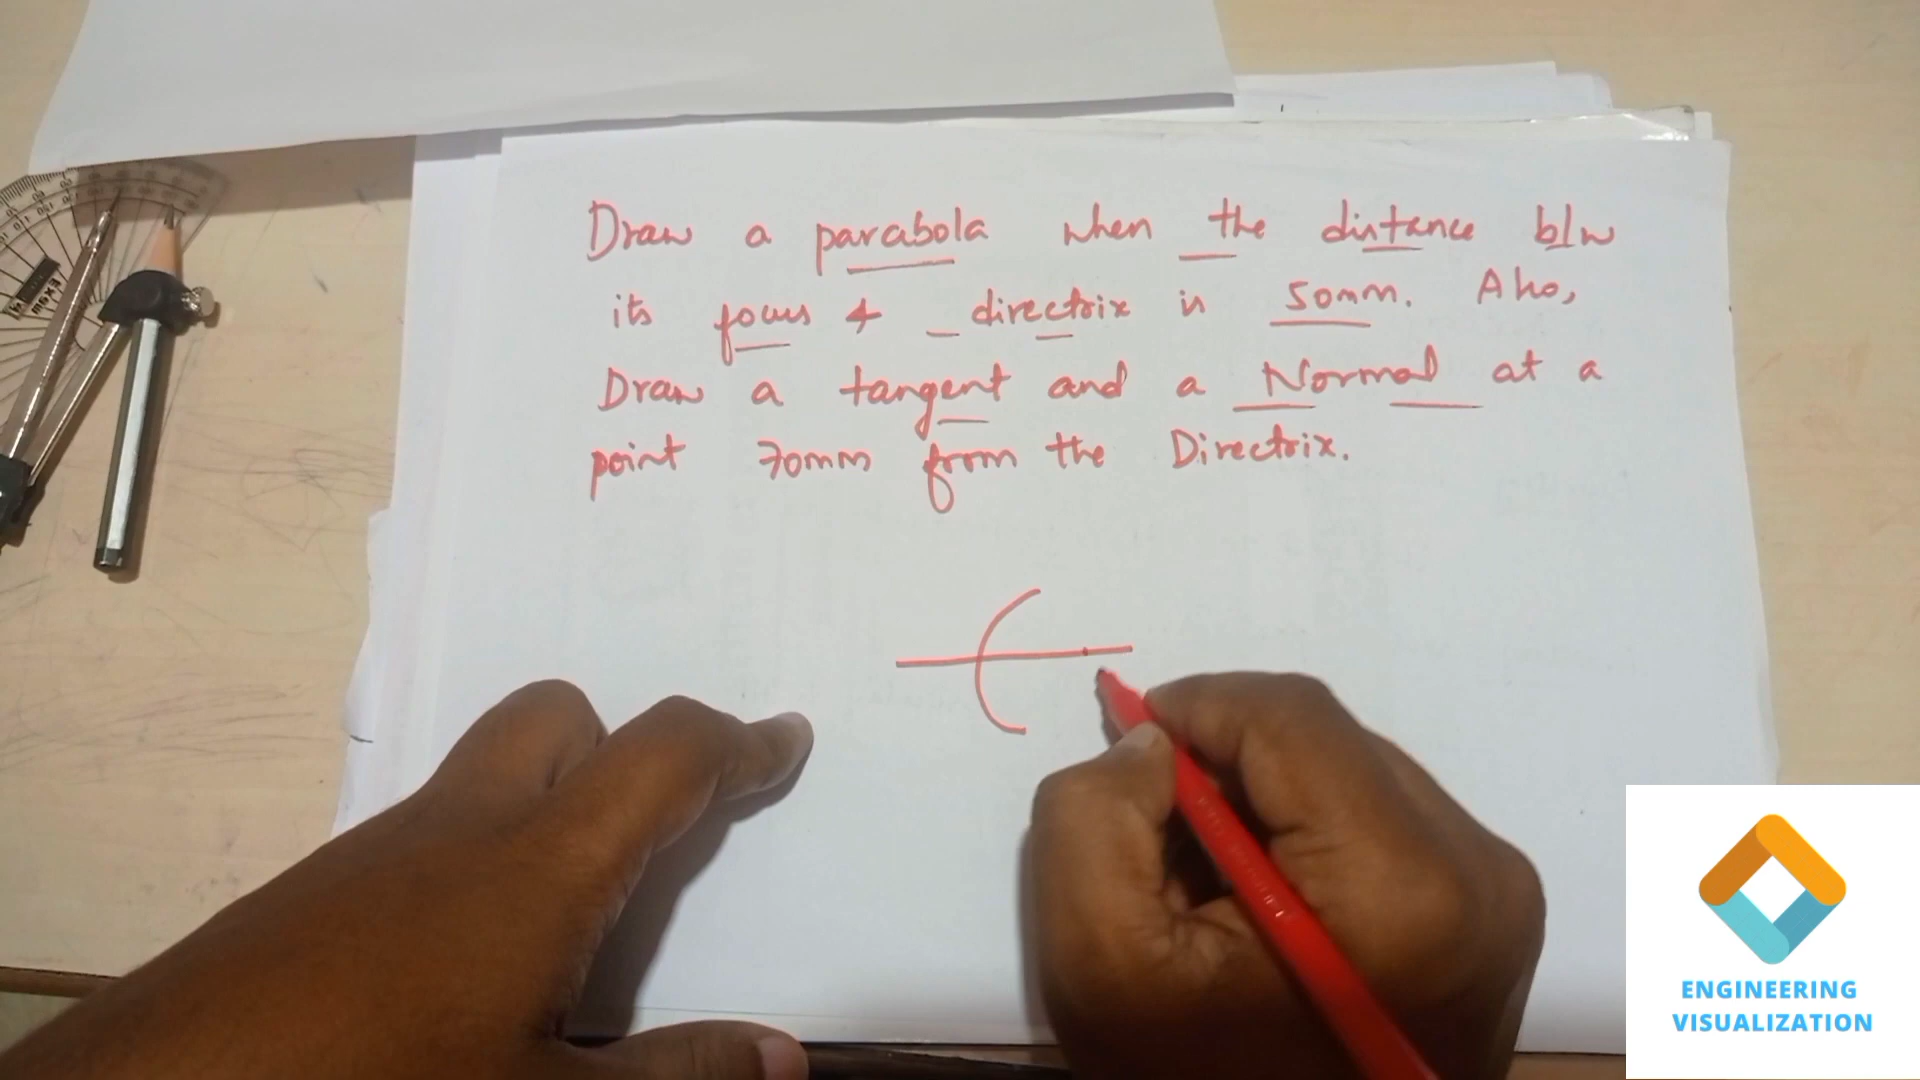 Draw a parabola when the distance b/w
its focus & directrix is 50mm. Also,
Draw a tangent and a Normal at a
point 70mm from the Directrix.
ENGINEERING
VISUALIZATION